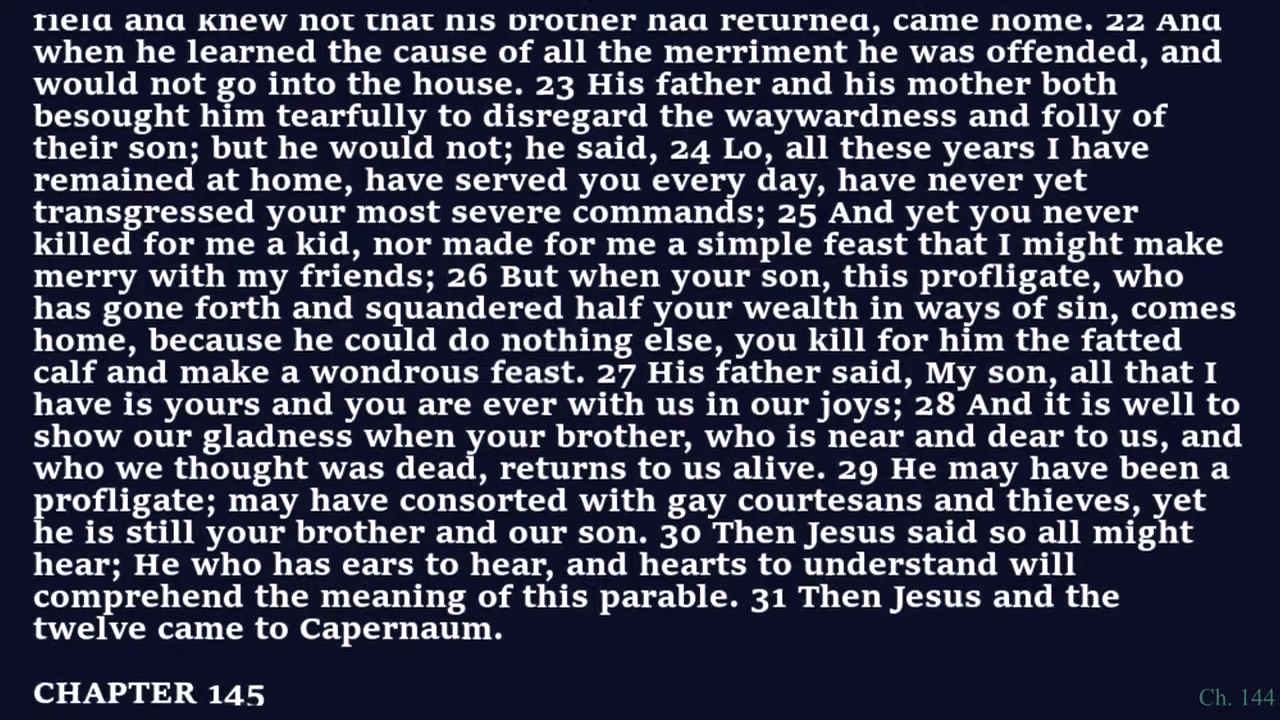 field and knew not that his brother had returned, came home. 22 And
when he learned the cause of all the merriment he was offended, and
would not go into the house. 23 His father and his mother both
besought him tearfully to disregard the waywardness and folly of
their son; but he would not; he said, 24 Lo, all these years I have
remained at home, have served you every day, have never yet
transgressed your most severe commands; 25 And yet you never
killed for me a kid, nor made for me a simple feast that I might make
merry with my friends; 26 But when your son, this profligate, who
has gone forth and squandered half your wealth in ways of sin, comes
home, because he could do nothing else, you kill for him the fatted
calf and make a wondrous feast. 27 His father said, My son, all that I
have is yours and you are ever with us in our joys; 28 And it is well to
show our gladness when your brother, who is near and dear to us, and
who we thought was dead, returns to us alive. 29 He may have been a
profligate; may have consorted with gay courtesans and thieves, yet
he is still your brother and our son. 30 Then Jesus said so all might
hear; He who has ears to hear, and hearts to understand will
comprehend the meaning of this parable. 31 Then Jesus and the
twelve came to Capernaum.
CHAPTER 145
Ch. 144